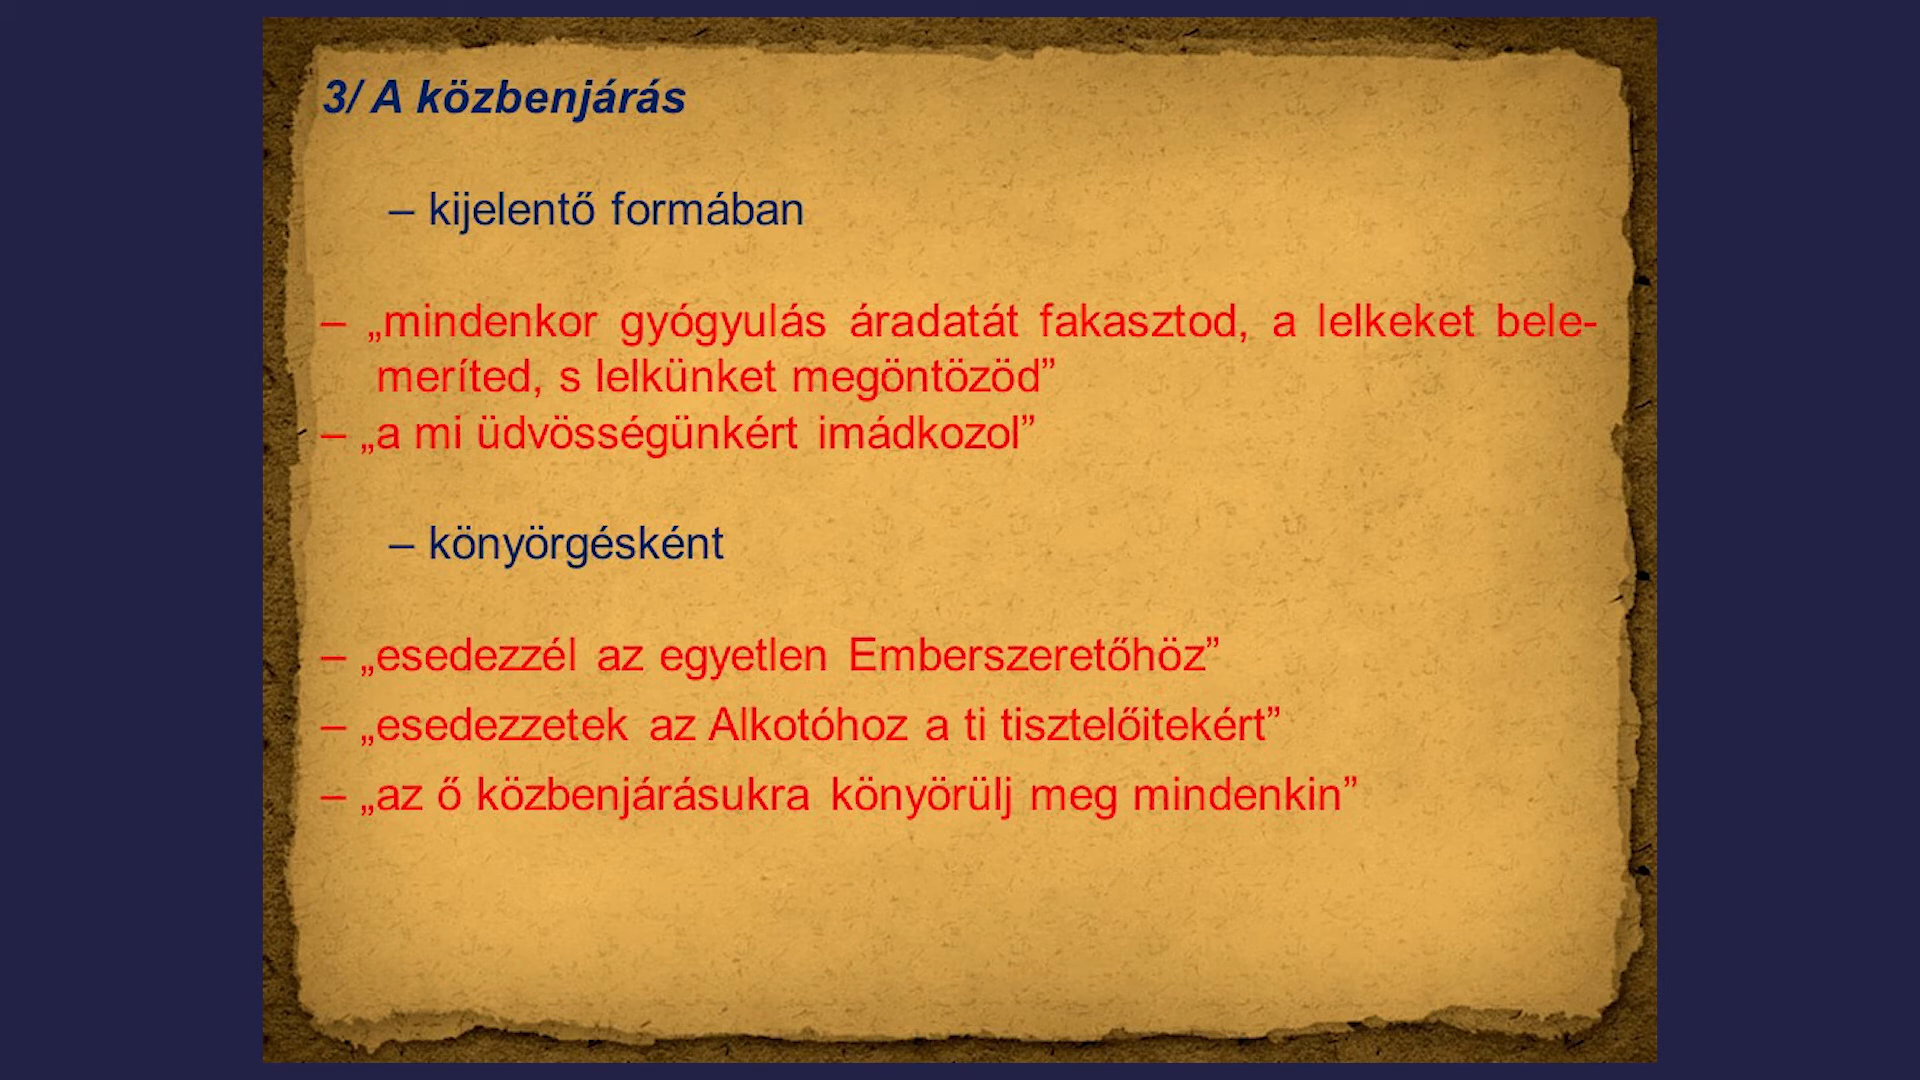 3/ A közbenjárás
– kijelentő formában
– „mindenkor gyógyulás áradatát fakasztod, a lelkeket bele-
meríted, s lelkünket megöntözöd”
– „a mi üdvösségünkért imádkozol”
– könyörgésként
– „esedezzél az egyetlen Emberszeretőhöz”
– „esedezzetek az Alkotóhoz a ti tisztelőitekért”
– „az ő közbenjárásukra könyörülj meg mindenkin”